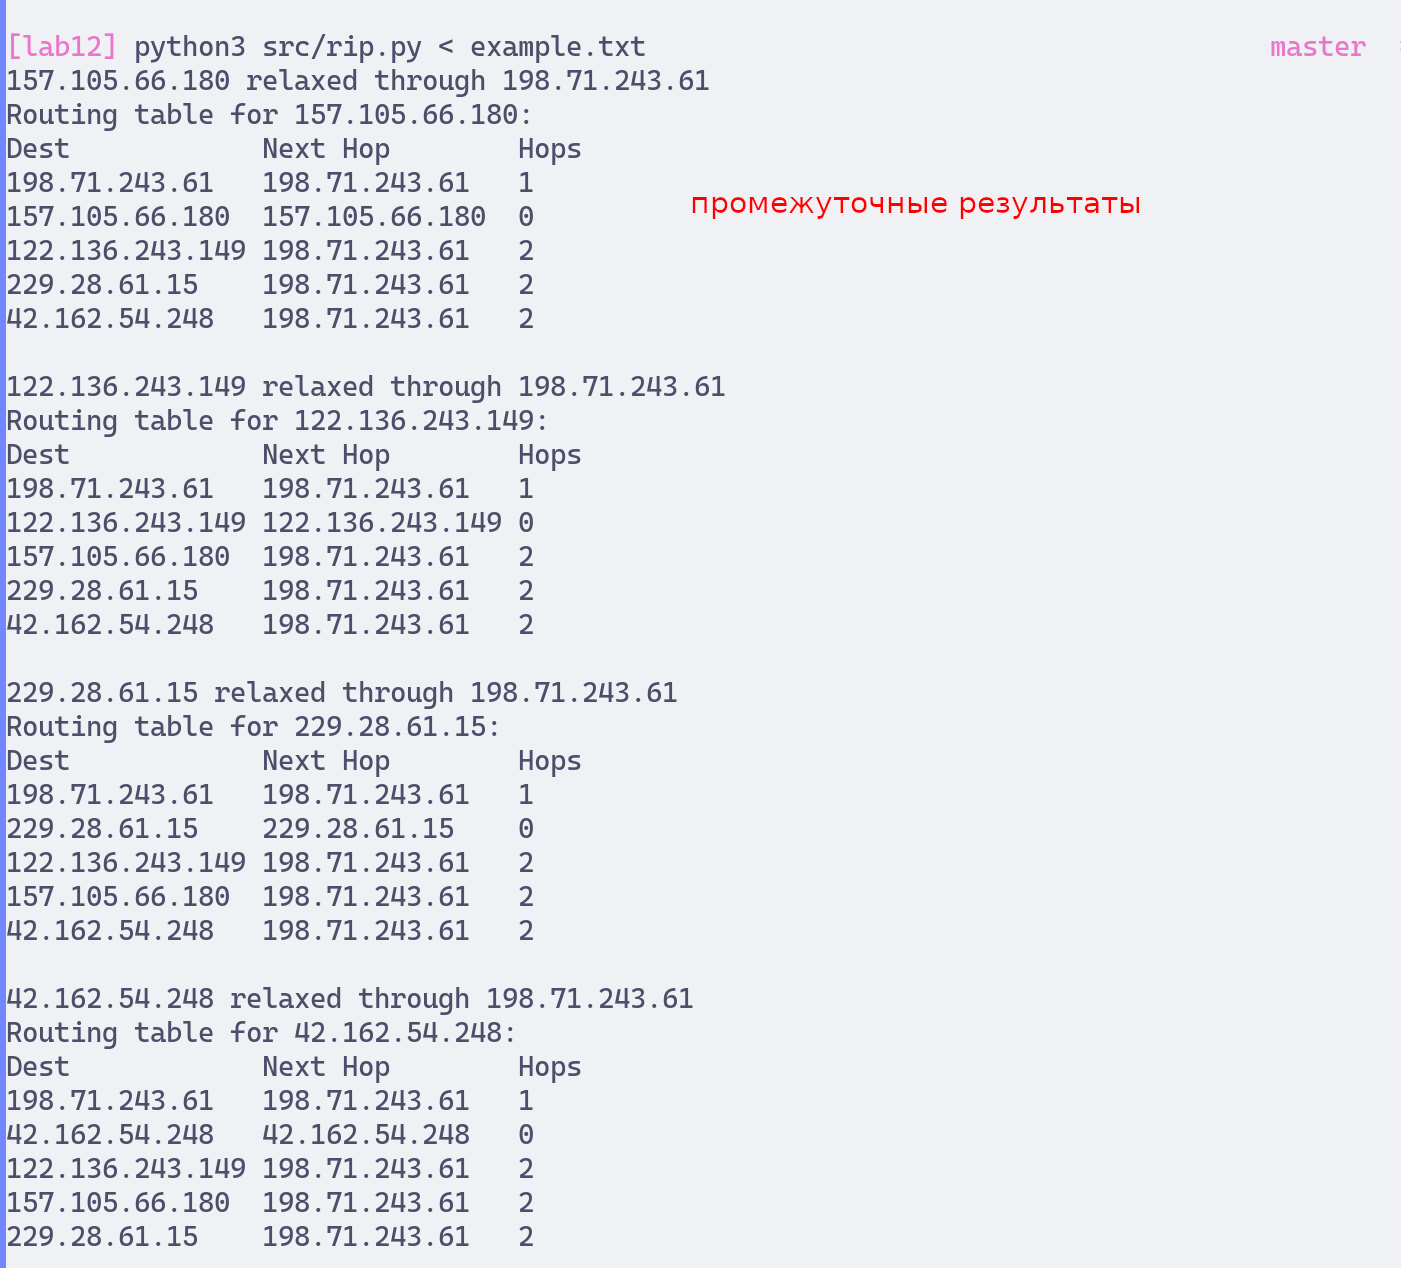 [lab12] python3 src/rip.py < example.txt master
157.105.66.180 relaxed through 198.71.243.61
Routing table for 157.105.66.180:
Dest Next Hop Hops
198.71.243.61 198.71.243.61 1
промежуточные результаты
157.105.66.180 157.105.66.180 0
122.136.243.149 198.71.243.61 2
229.28.61.15 198.71.243.61 2
42.162.54.248 198.71.243.61 2
122.136.243.149 relaxed through 198.71.243.61
Routing table for 122.136.243.149:
Dest Next Hop Hops
198.71.243.61 198.71.243.61 1
122.136.243.149 122.136.243.149 0
157.105.66.180 198.71.243.61 2
229.28.61.15 198.71.243.61 2
42.162.54.248 198.71.243.61 2
229.28.61.15 relaxed through 198.71.243.61
Routing table for 229.28.61.15:
Dest Next Hop Hops
198.71.243.61 198.71.243.61 1
229.28.61.15 229.28.61.15 0
122.136.243.149 198.71.243.61 2
157.105.66.180 198.71.243.61 2
42.162.54.248 198.71.243.61 2
42.162.54.248 relaxed through 198.71.243.61
Routing table for 42.162.54.248:
Dest Next Hop Hops
198.71.243.61 198.71.243.61 1
42.162.54.248 42.162.54.248 0
122.136.243.149 198.71.243.61 2
157.105.66.180 198.71.243.61 2
229.28.61.15 198.71.243.61 2